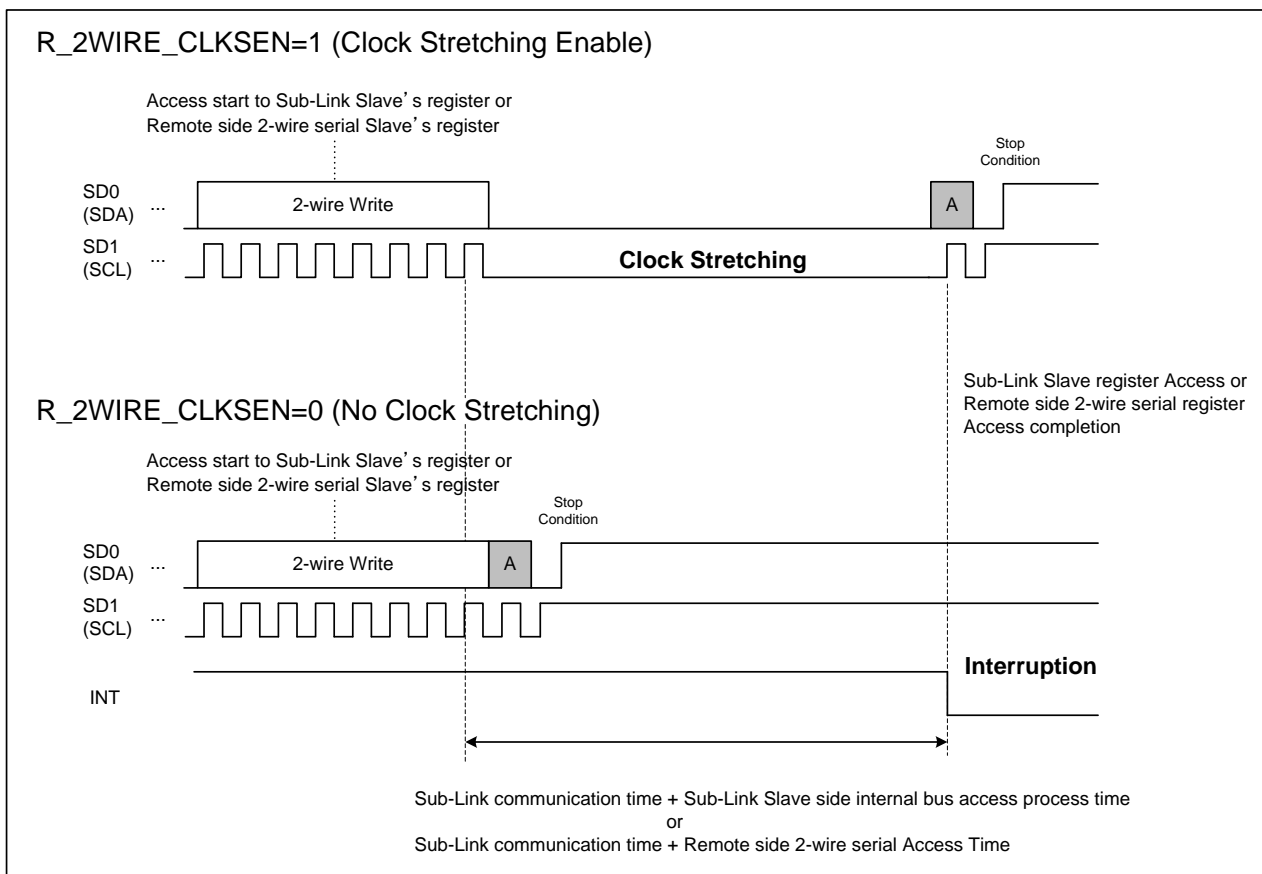 R_2WIRE_CLKSEN=1 (Clock Stretching Enable)
Access start to Sub-Link Slave’s register or
Remote side 2-wire serial Slave’s register
Stop
Condition
SD0
(SDA)
...
2-wire Write
A
SD1
(SCL)
...
Clock Stretching
Sub-Link Slave register Access or
Remote side 2-wire serial register
Access completion
R_2WIRE_CLKSEN=0 (No Clock Stretching)
Access start to Sub-Link Slave’s register or
Remote side 2-wire serial Slave’s register
Stop
Condition
SD0
(SDA)
...
2-wire Write
A
SD1
(SCL)
...
Interruption
INT
Sub-Link communication time + Sub-Link Slave side internal bus access process time
or
Sub-Link communication time + Remote side 2-wire serial Access Time